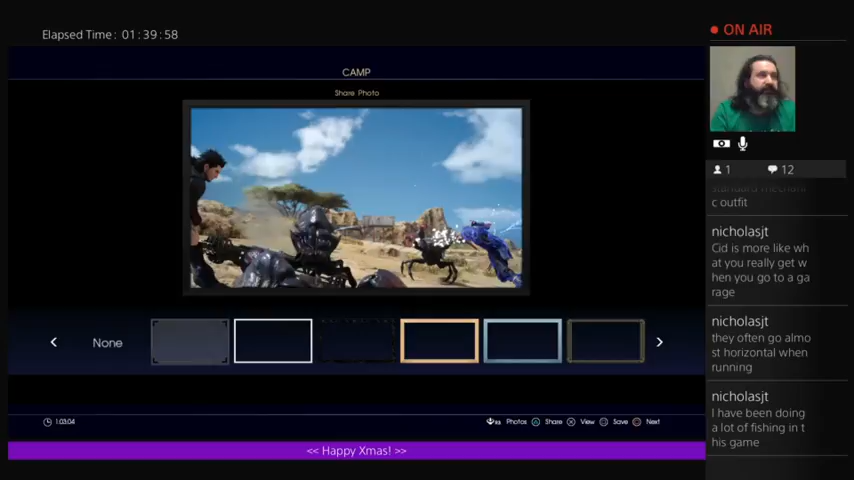 Elapsed Time : 01:39:58
ON AIR
CAMP
Share Photo
1
12
standard mechani
c outfit
nicholasjt
Cid is more like wh
at you really get w
hen you go to a ga
rage
nicholasjt
they often go almo
st horizontal when
running
nicholasjt
I have been doing
a lot of fishing in t
his game
None
1:03:04
Photos Share View Save Next
<< Happy Xmas! >>